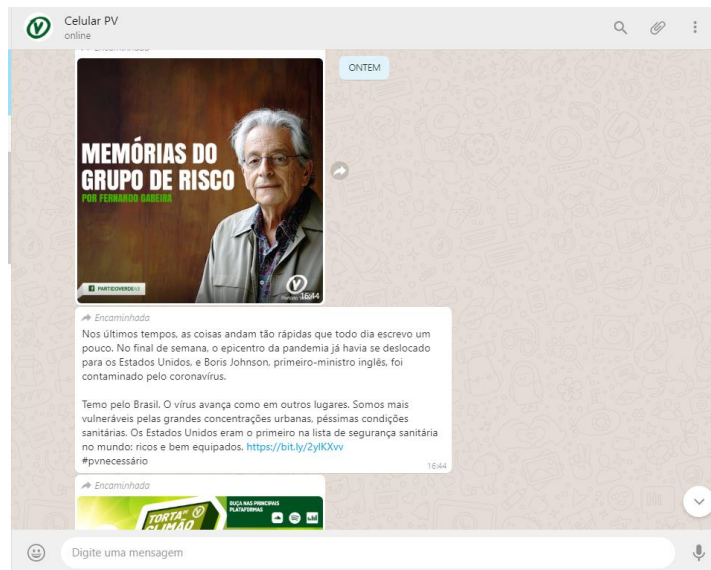 Celular PV
online
Encaminhada
ONTEM
MEMÓRIAS DO
GRUPO DE RISCO
POR FERNANDO GABEIRA
PARTIDOVERDE43
16:44
Encaminhada
Nos últimos tempos, as coisas andam tão rápidas que todo dia escrevo um
pouco. No final de semana, o epicentro da pandemia já havia se deslocado
para os Estados Unidos, e Boris Johnson, primeiro-ministro inglês, foi
contaminado pelo coronavírus.
Temo pelo Brasil. O vírus avança como em outros lugares. Somos mais
vulneráveis pelas grandes concentrações urbanas, péssimas condições
sanitárias. Os Estados Unidos eram o primeiro na lista de segurança sanitária
no mundo: ricos e bem equipados. https://bit.ly/2ylKXvv
#pvnecessário
16:44
Encaminhada
TORTA DE
CLIMÃO
OUÇA NAS PRINCIPAIS
PLATAFORMAS
Digite uma mensagem